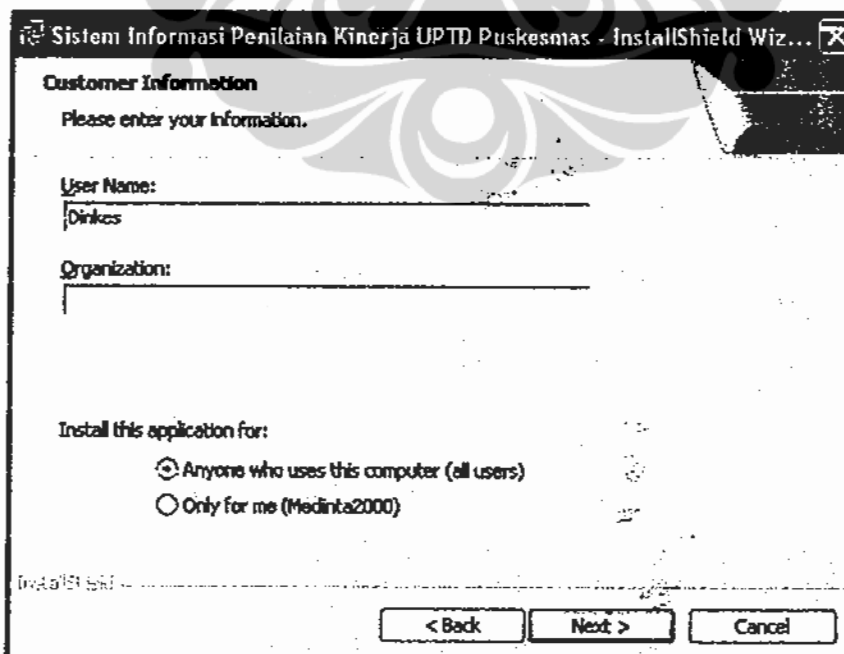 Sistem Informasi Penilaian Kinerja UPTD Puskesmas - InstallShield Wiz...
Customer Information
Please enter your information.
User Name:
Dinkes
Organization:
Install this application for:
Anyone who uses this computer (all users)
Only for me (Medinta2000)
InstallShield
< Back
Next >
Cancel